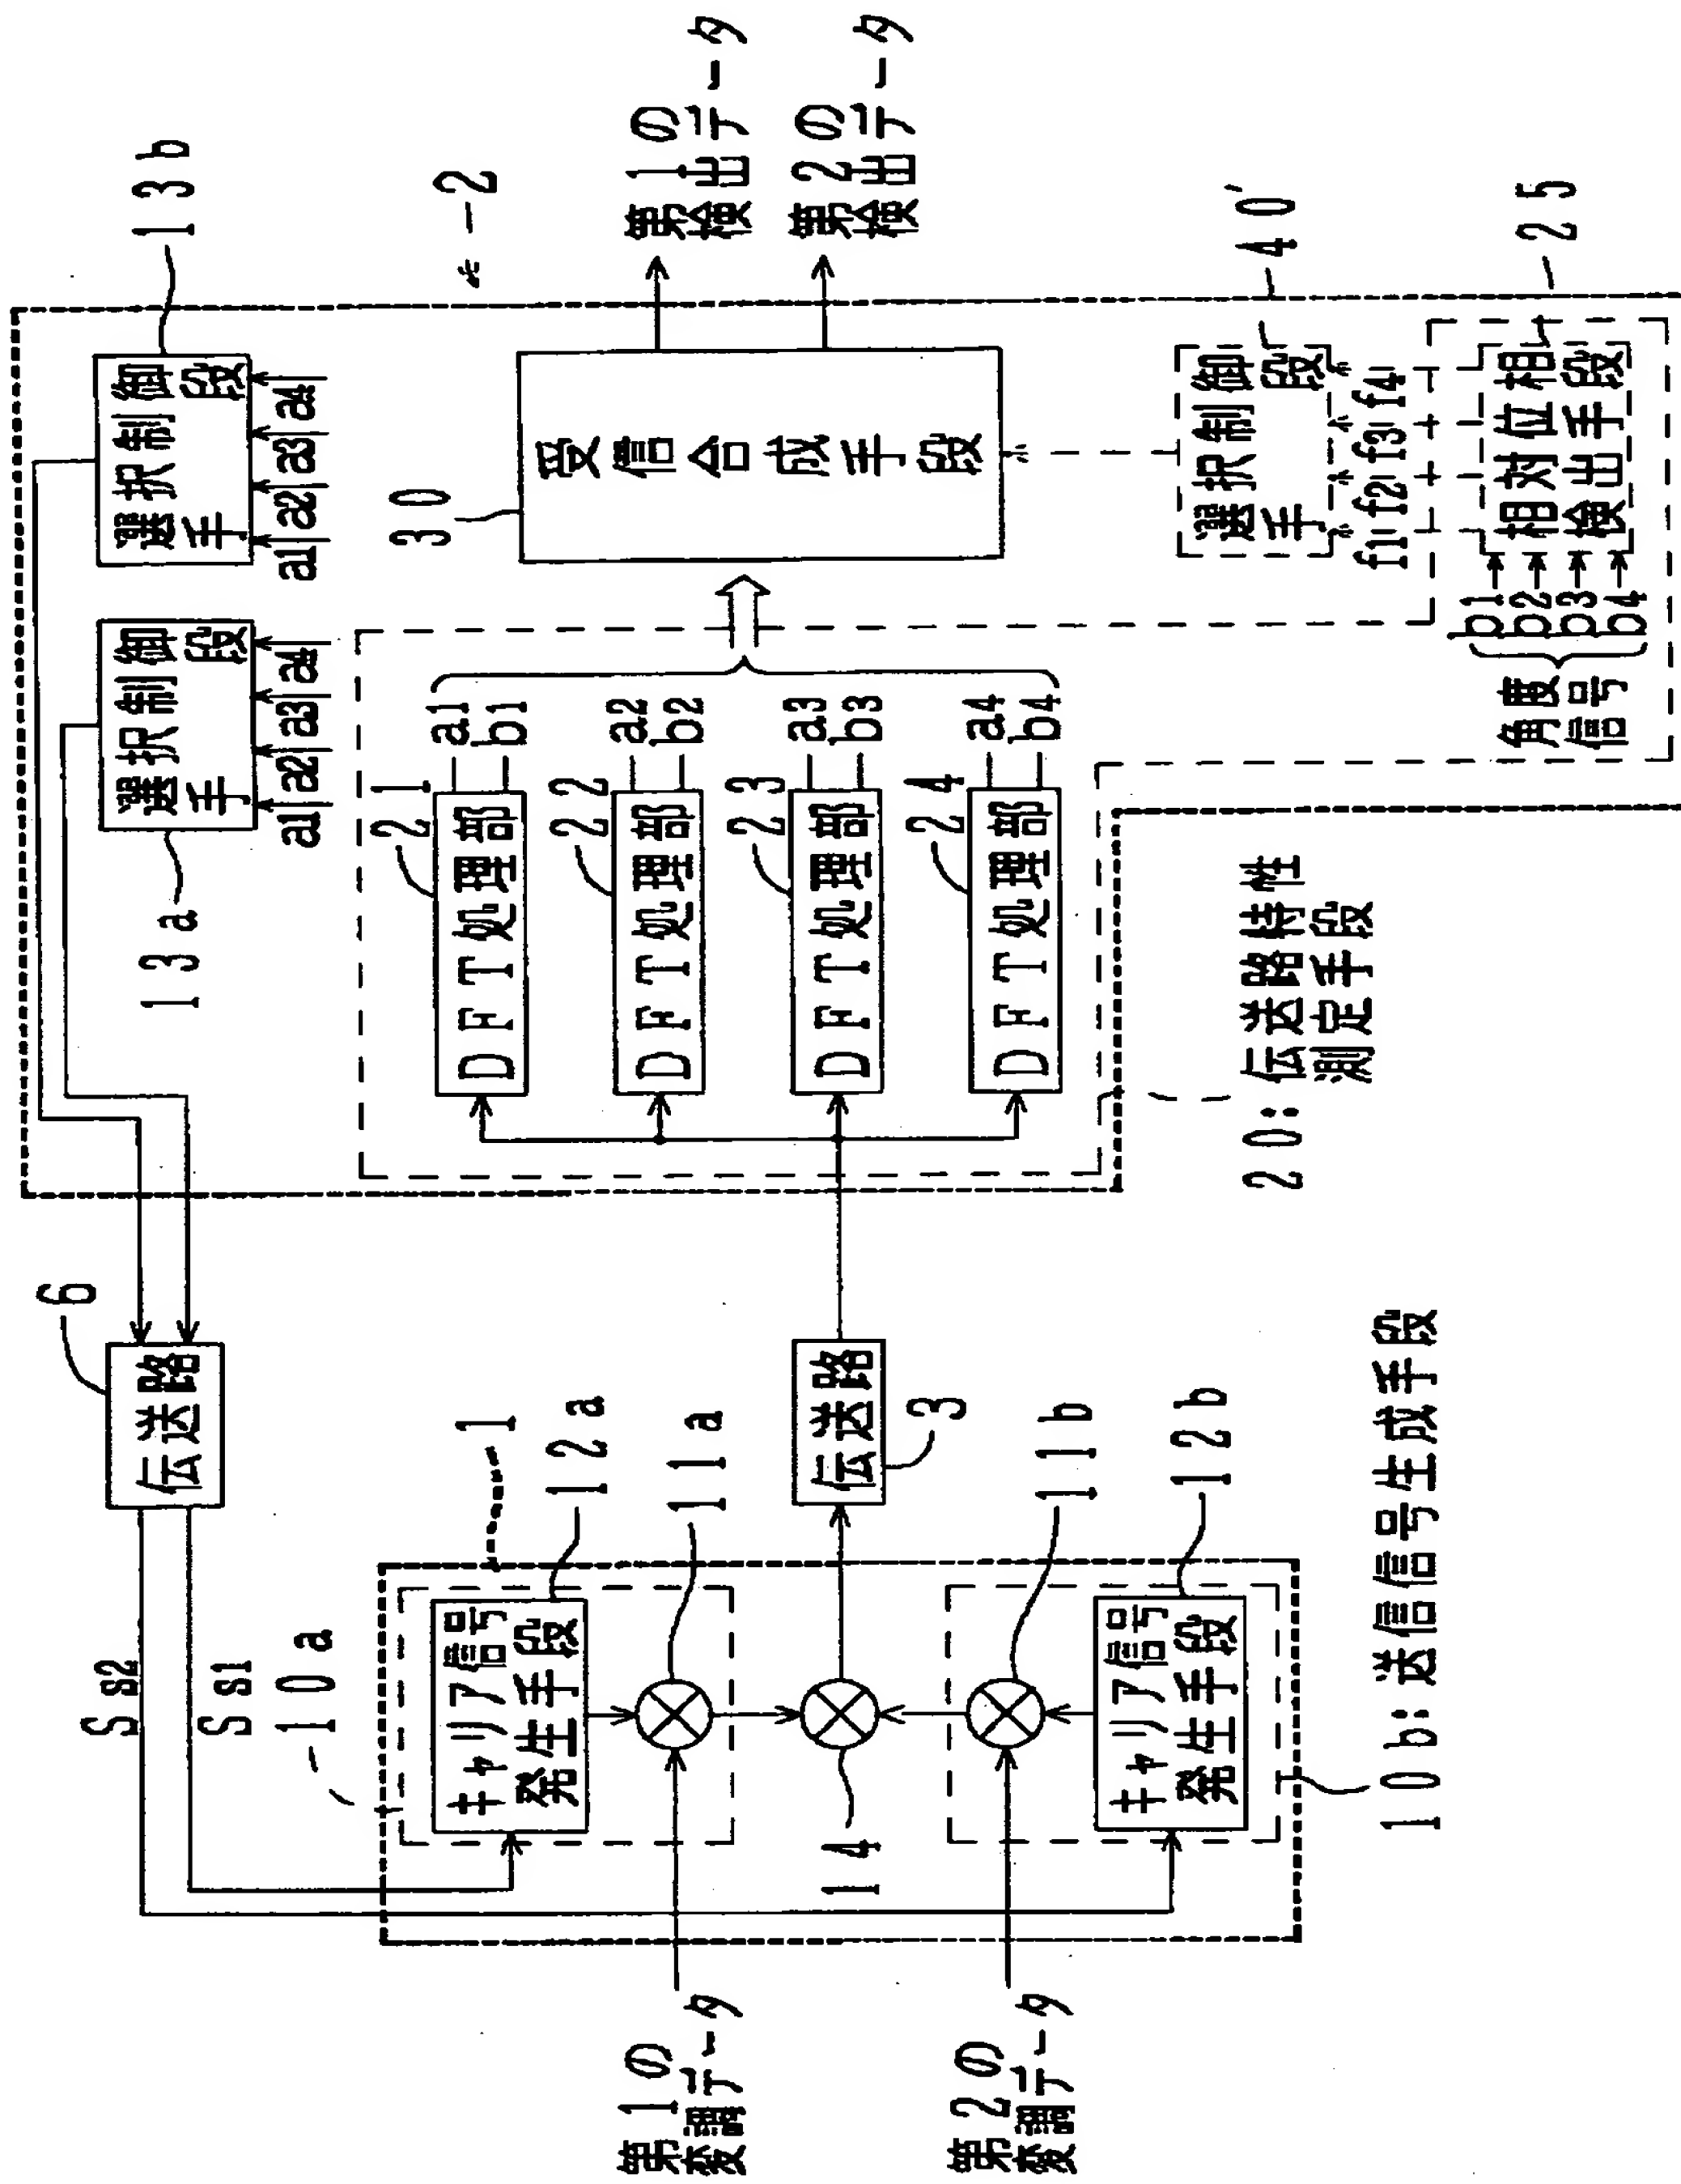 6
伝送路
Ss2
Ss1
13a
選択制御
手段
a1
a2
a3
a4
13b
選択制御
手段
a1
a2
a3
a4
2
10a
1
キャリア信号
発生手段
12a
11a
第1の
変調データ
14
伝送路
3
第2の
変調データ
11b
キャリア信号
発生手段
12b
10b:送信信号生成手段
21
DFT処理部
a1
b1
22
DFT処理部
a2
b2
23
DFT処理部
a3
b3
24
DFT処理部
a4
b4
20:伝送路特性
測定手段
30
受信合成手段
第1の
検出データ
第2の
検出データ
選択制御
手段
40'
f1
f2
f3
f4
角度
信号
b1
b2
b3
b4
相対位相
検出手段
25